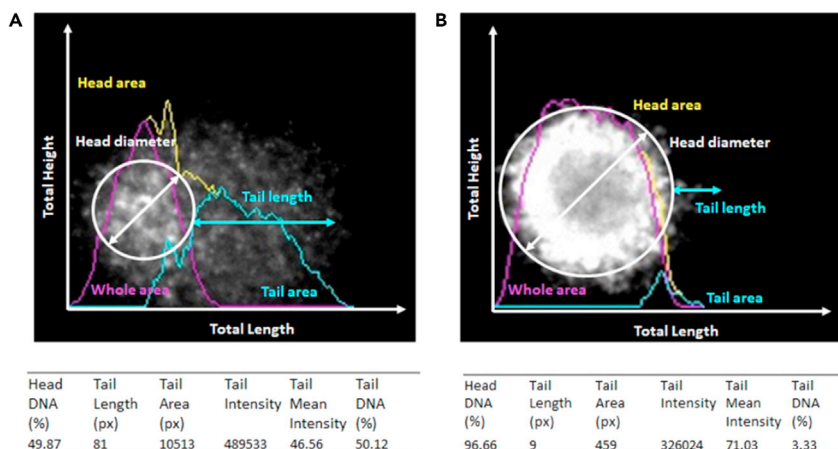 A
Head area
Head diameter
Total Height
Tail length
Whole area
Tail area
Total Length
Head DNA (%) Tail Length (px) Tail Area (px) Tail Intensity Tail Mean Intensity Tail DNA (%)
49.87 81 10513 489533 46.56 50.12
B
Head area
Head diameter
Total Height
Tail length
Whole area
Tail area
Total Length
Head DNA (%) Tail Length (px) Tail Area (px) Tail Intensity Tail Mean Intensity Tail DNA (%)
96.66 9 459 326024 71.03 3.33